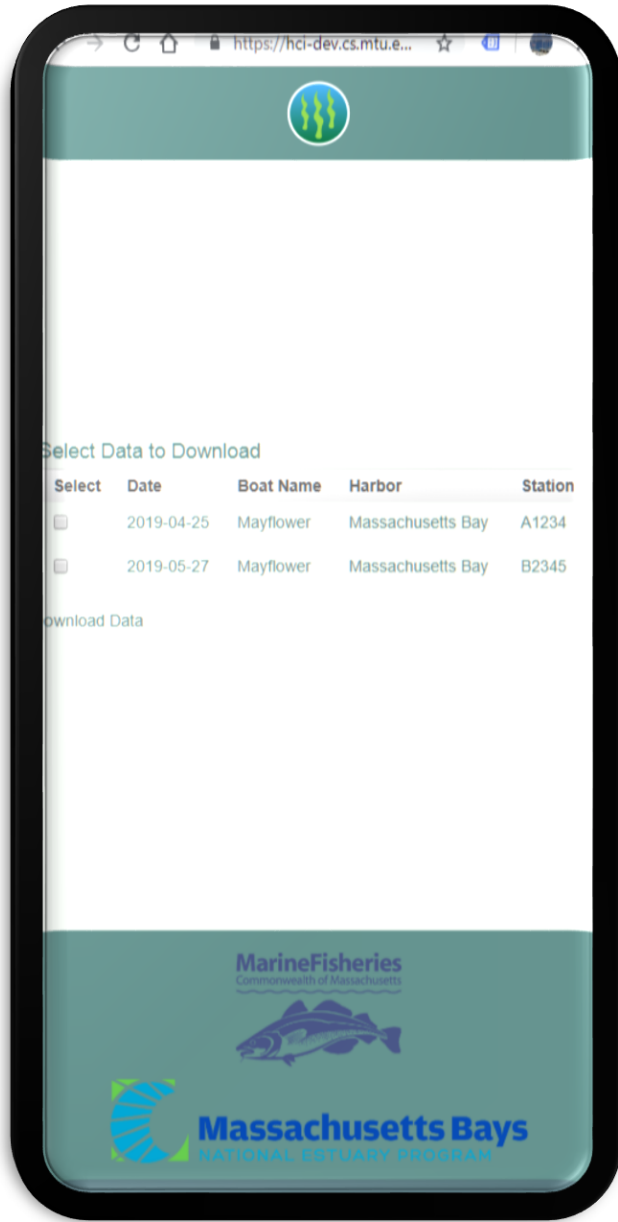 https://hci-dev.cs.mtu.e...
Select Data to Download
Select Date Boat Name Harbor Station
2019-04-25 Mayflower Massachusetts Bay A1234
2019-05-27 Mayflower Massachusetts Bay B2345
ownload Data
MarineFisheries
Commonwealth of Massachusetts
Massachusetts Bays
NATIONAL ESTUARY PROGRAM